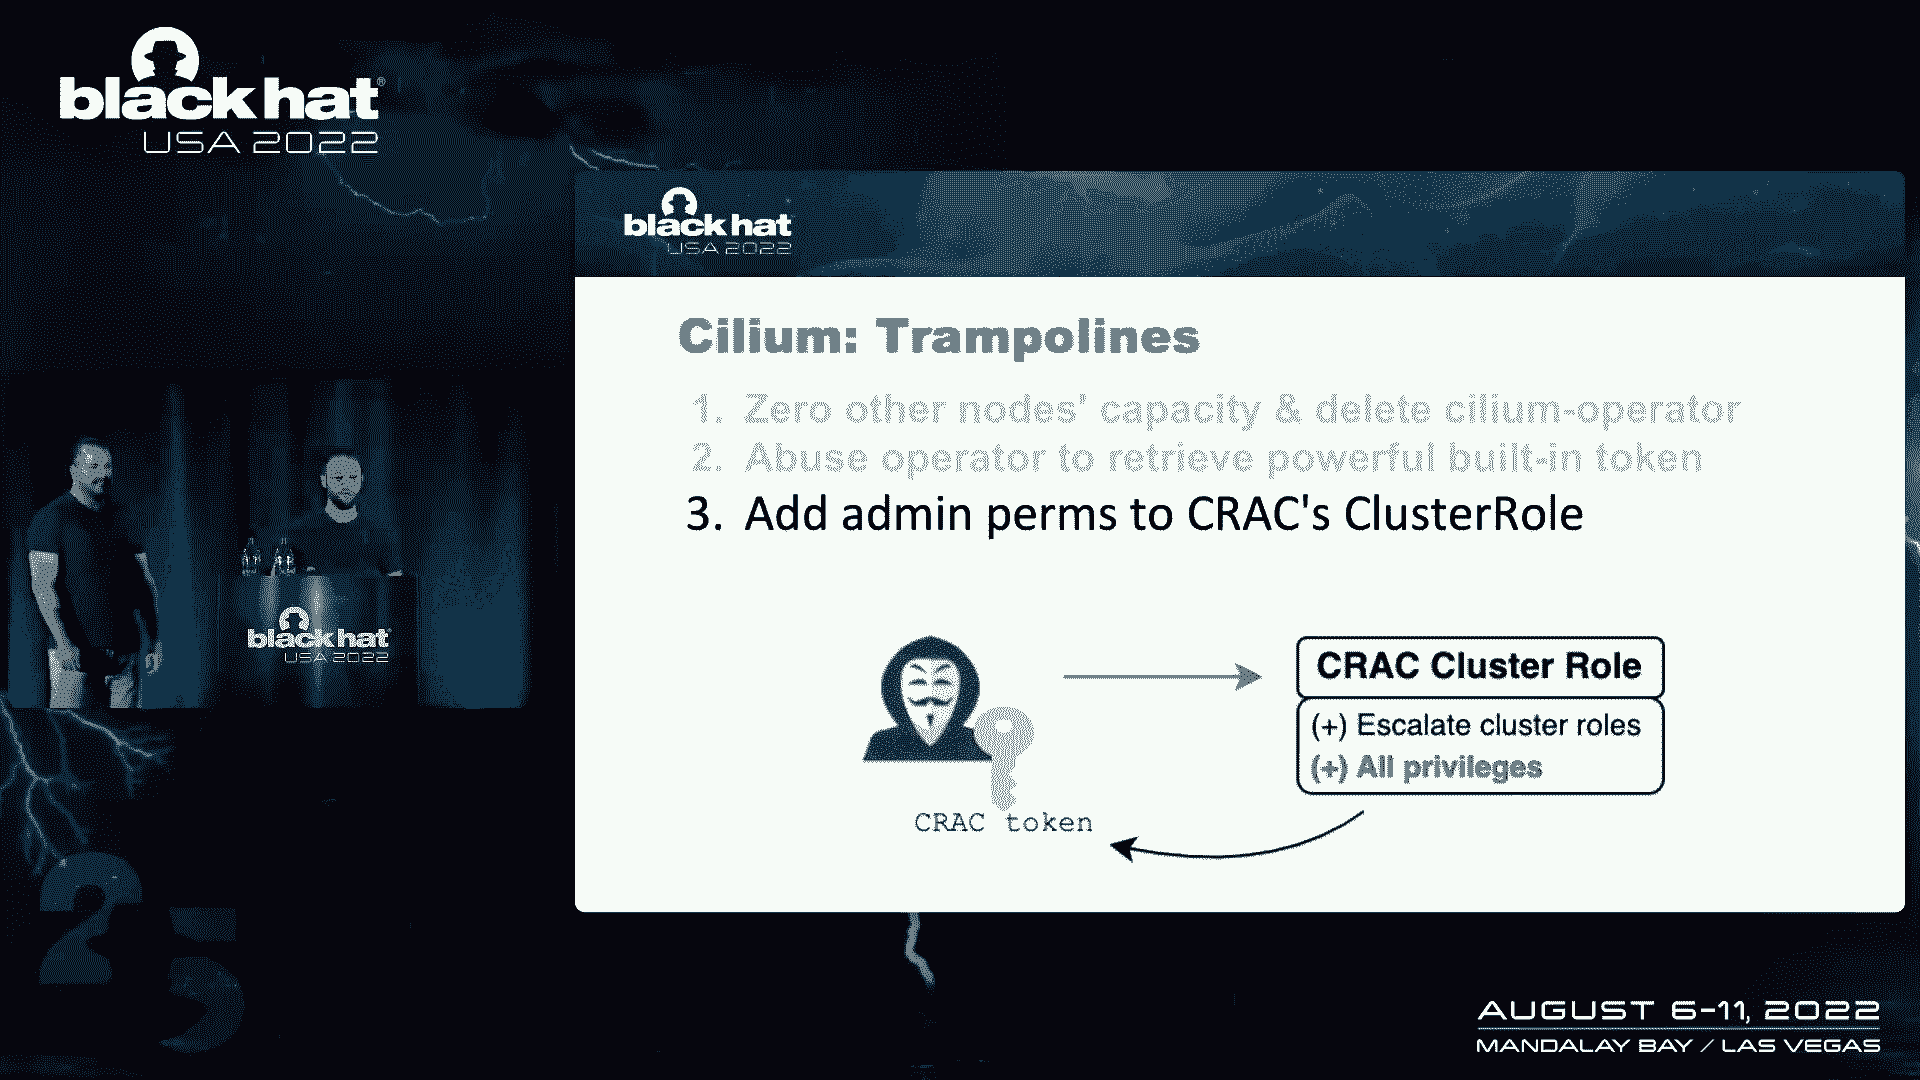 black hat®
USA 2022
black hat
USA 2022
Cilium: Trampolines
1. Zero other nodes' capacity & delete cilium-operator
2. Abuse operator to retrieve powerful built-in token
3. Add admin perms to CRAC's ClusterRole
CRAC Cluster Role
(+) Escalate cluster roles
(+) All privileges
CRAC token
black hat
USA 2022
25
AUGUST 6-11, 2022
MANDALAY BAY / LAS VEGAS